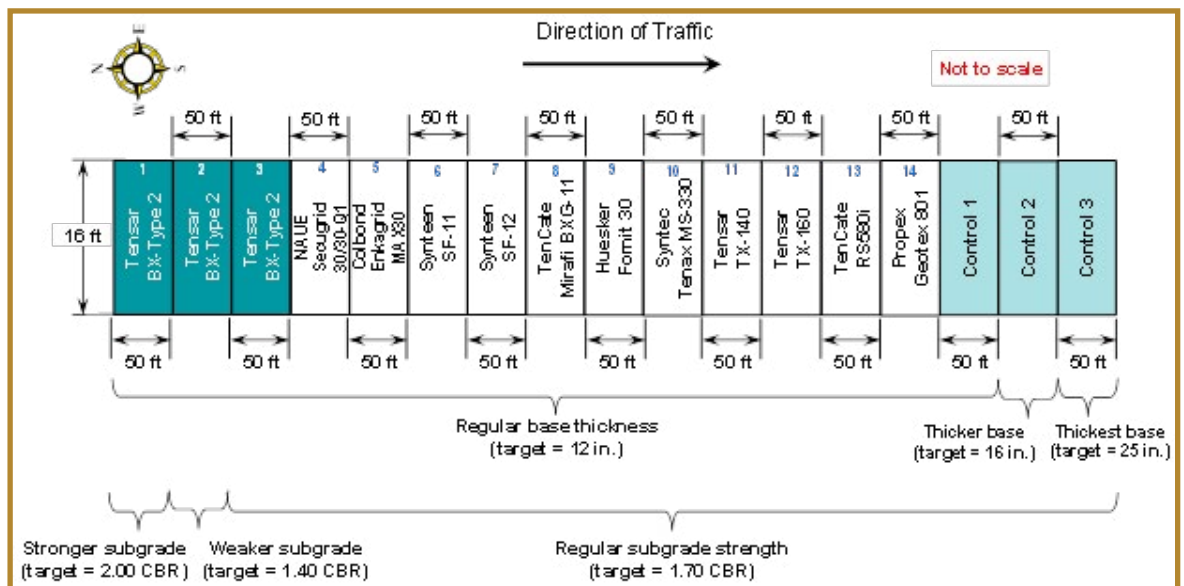 Direction of Traffic
Not to scale
E
N
S
W
50 ft
50 ft
50 ft
50 ft
50 ft
50 ft
50 ft
50 ft
16 ft
1
Tensar
BX-Type 2
2
Tensar
BX-Type 2
3
Tensar
BX-Type 2
4
NAUE
Secugrid
30/30-Q1
5
Colbond
Enkagrid
MAX30
6
Synteen
SF-11
7
Synteen
SF-12
8
TenCate
Mirafi BXG-11
9
Huesker
Fornit 30
10
Syntec
Tenax MS-330
11
Tensar
TX-140
12
Tensar
TX-160
13
TenCate
RS580i
14
Propex
Geotex 801
Control 1
Control 2
Control 3
50 ft
50 ft
50 ft
50 ft
50 ft
50 ft
50 ft
50 ft
50 ft
Regular base thickness
(target = 12 in.)
Thicker base
(target = 16 in.)
Thickest base
(target = 25 in.)
Stronger subgrade
(target = 2.00 CBR)
Weaker subgrade
(target = 1.40 CBR)
Regular subgrade strength
(target = 1.70 CBR)